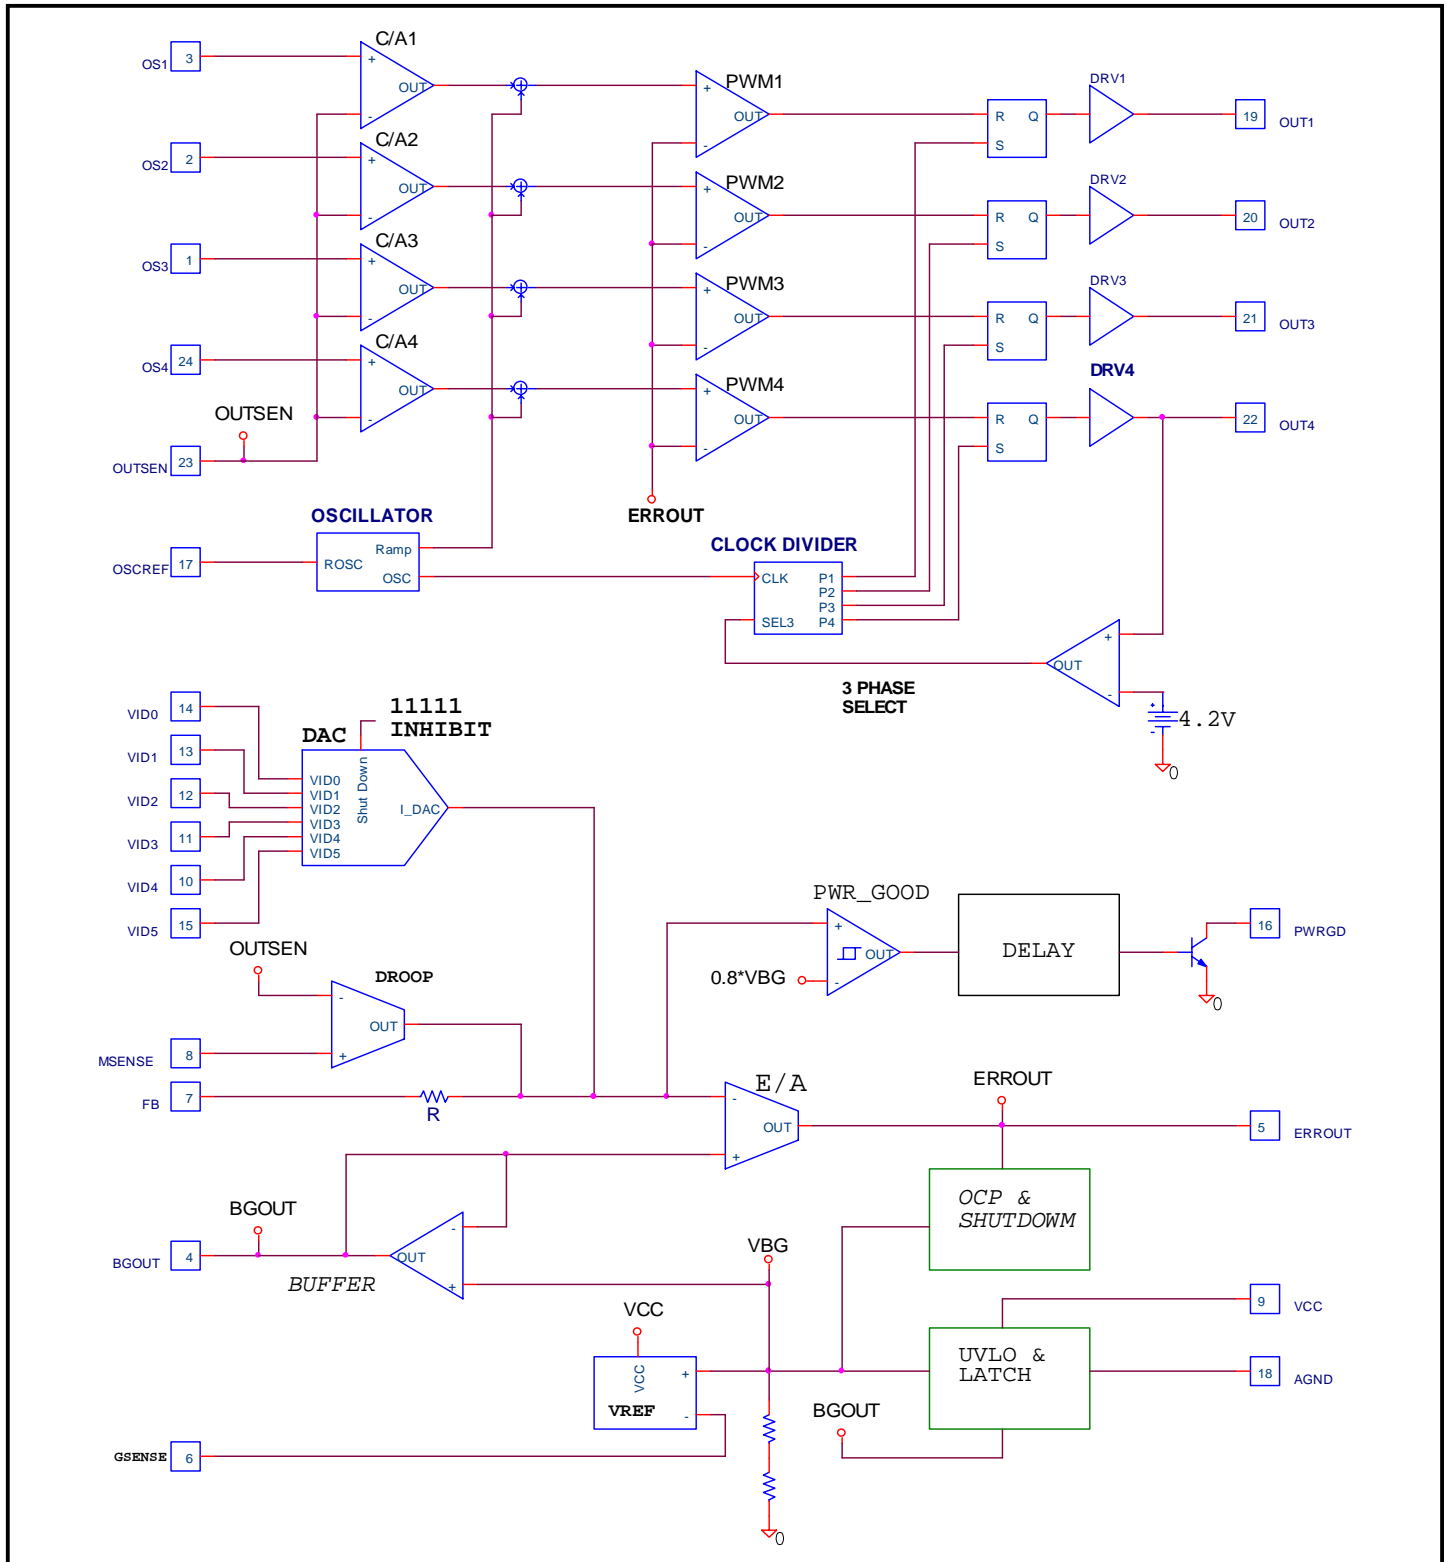 C/A1
OS1 3 + OUT -
PWM1
+ OUT -
DRV1
R Q
S
19 OUT1
C/A2
OS2 2 + OUT -
PWM2
+ OUT -
DRV2
R Q
S
20 OUT2
C/A3
OS3 1 + OUT -
PWM3
+ OUT -
DRV3
R Q
S
21 OUT3
C/A4
OS4 24 + OUT -
PWM4
+ OUT -
DRV4
R Q
S
22 OUT4
OUTSEN
OUTSEN 23
ERROUT
OSCILLATOR
OSCREF 17
ROSC
Ramp
OSC
CLOCK DIVIDER
CLK P1
P2
P3
SEL3 P4
+
OUT
-
3 PHASE
SELECT
+
-
4.2V
0
VID0 14
VID1 13
VID2 12
VID3 11
VID4 10
VID5 15
11111
INHIBIT
DAC
Shut Down
VID0
VID1
VID2
VID3
VID4
VID5
I_DAC
PWR_GOOD
+
OUT
-
0.8*VBG
DELAY
16 PWRGD
0
OUTSEN
DROOP
-
OUT
+
MSENSE 8
FB 7
R
E/A
-
OUT
+
ERROUT
5 ERROUT
OCP &
SHUTDOWM
BGOUT
BGOUT 4
-
OUT
+
BUFFER
VBG
VCC
VCC
+
-
VREF
UVLO &
LATCH
9 VCC
18 AGND
BGOUT
GSENSE 6
0